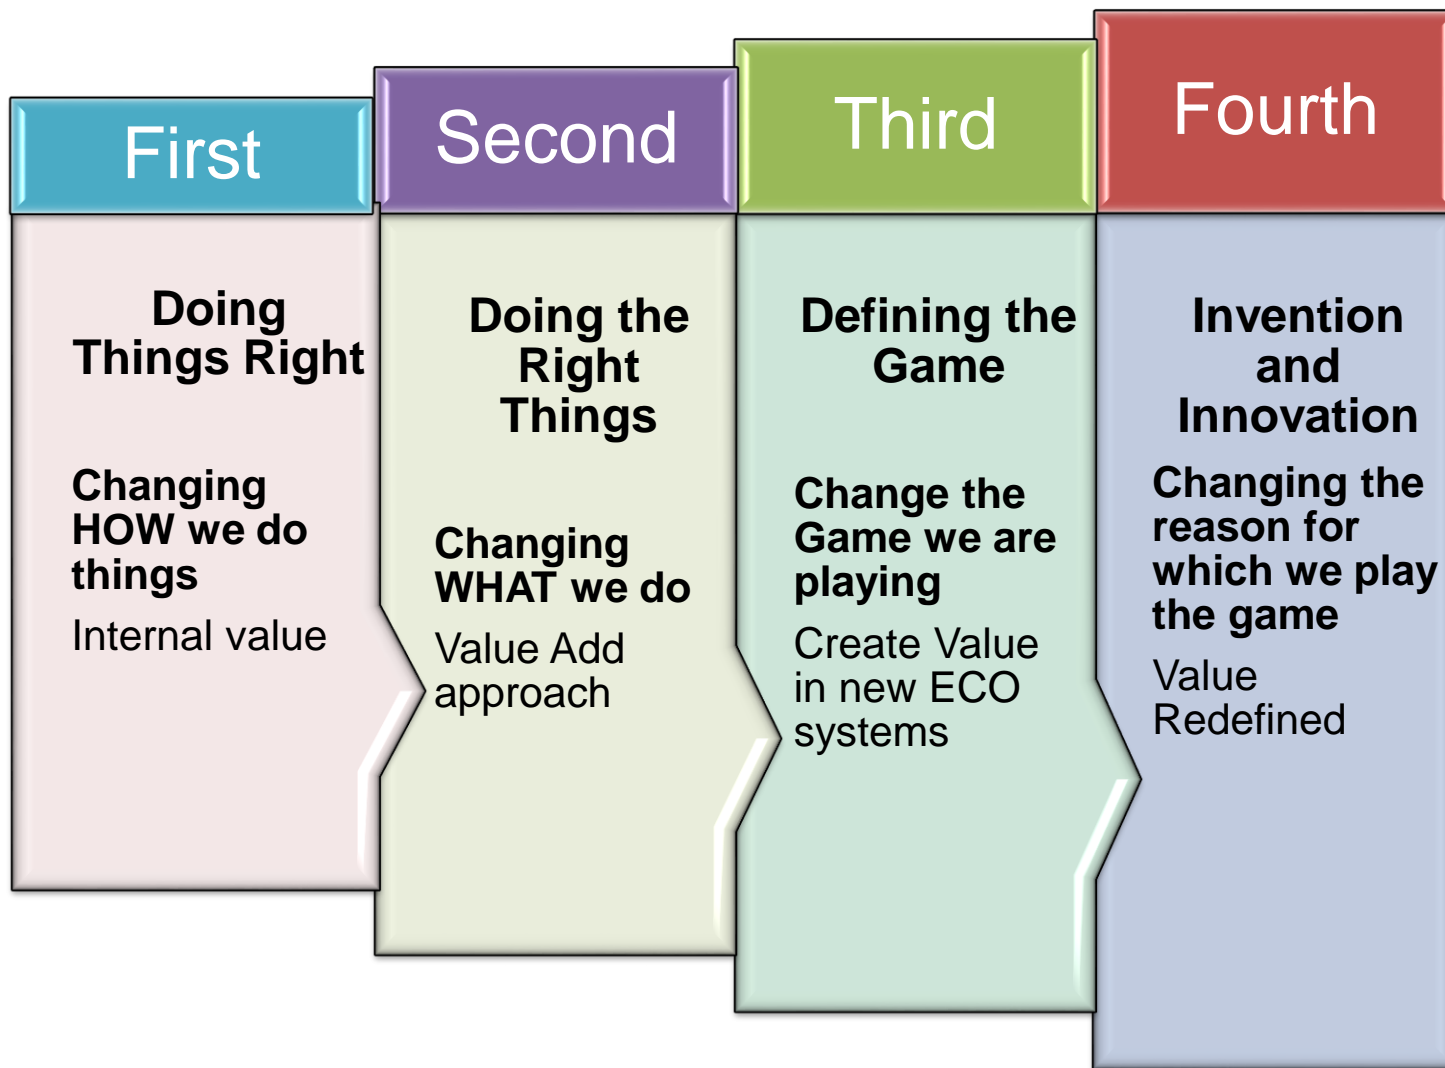 First
Doing
Things Right
Changing
HOW we do
things
Internal value
Second
Doing the
Right
Things
Changing
WHAT we do
Value Add
approach
Third
Defining the
Game
Change the
Game we are
playing
Create Value
in new ECO
systems
Fourth
Invention
and
Innovation
Changing the
reason for
which we play
the game
Value
Redefined